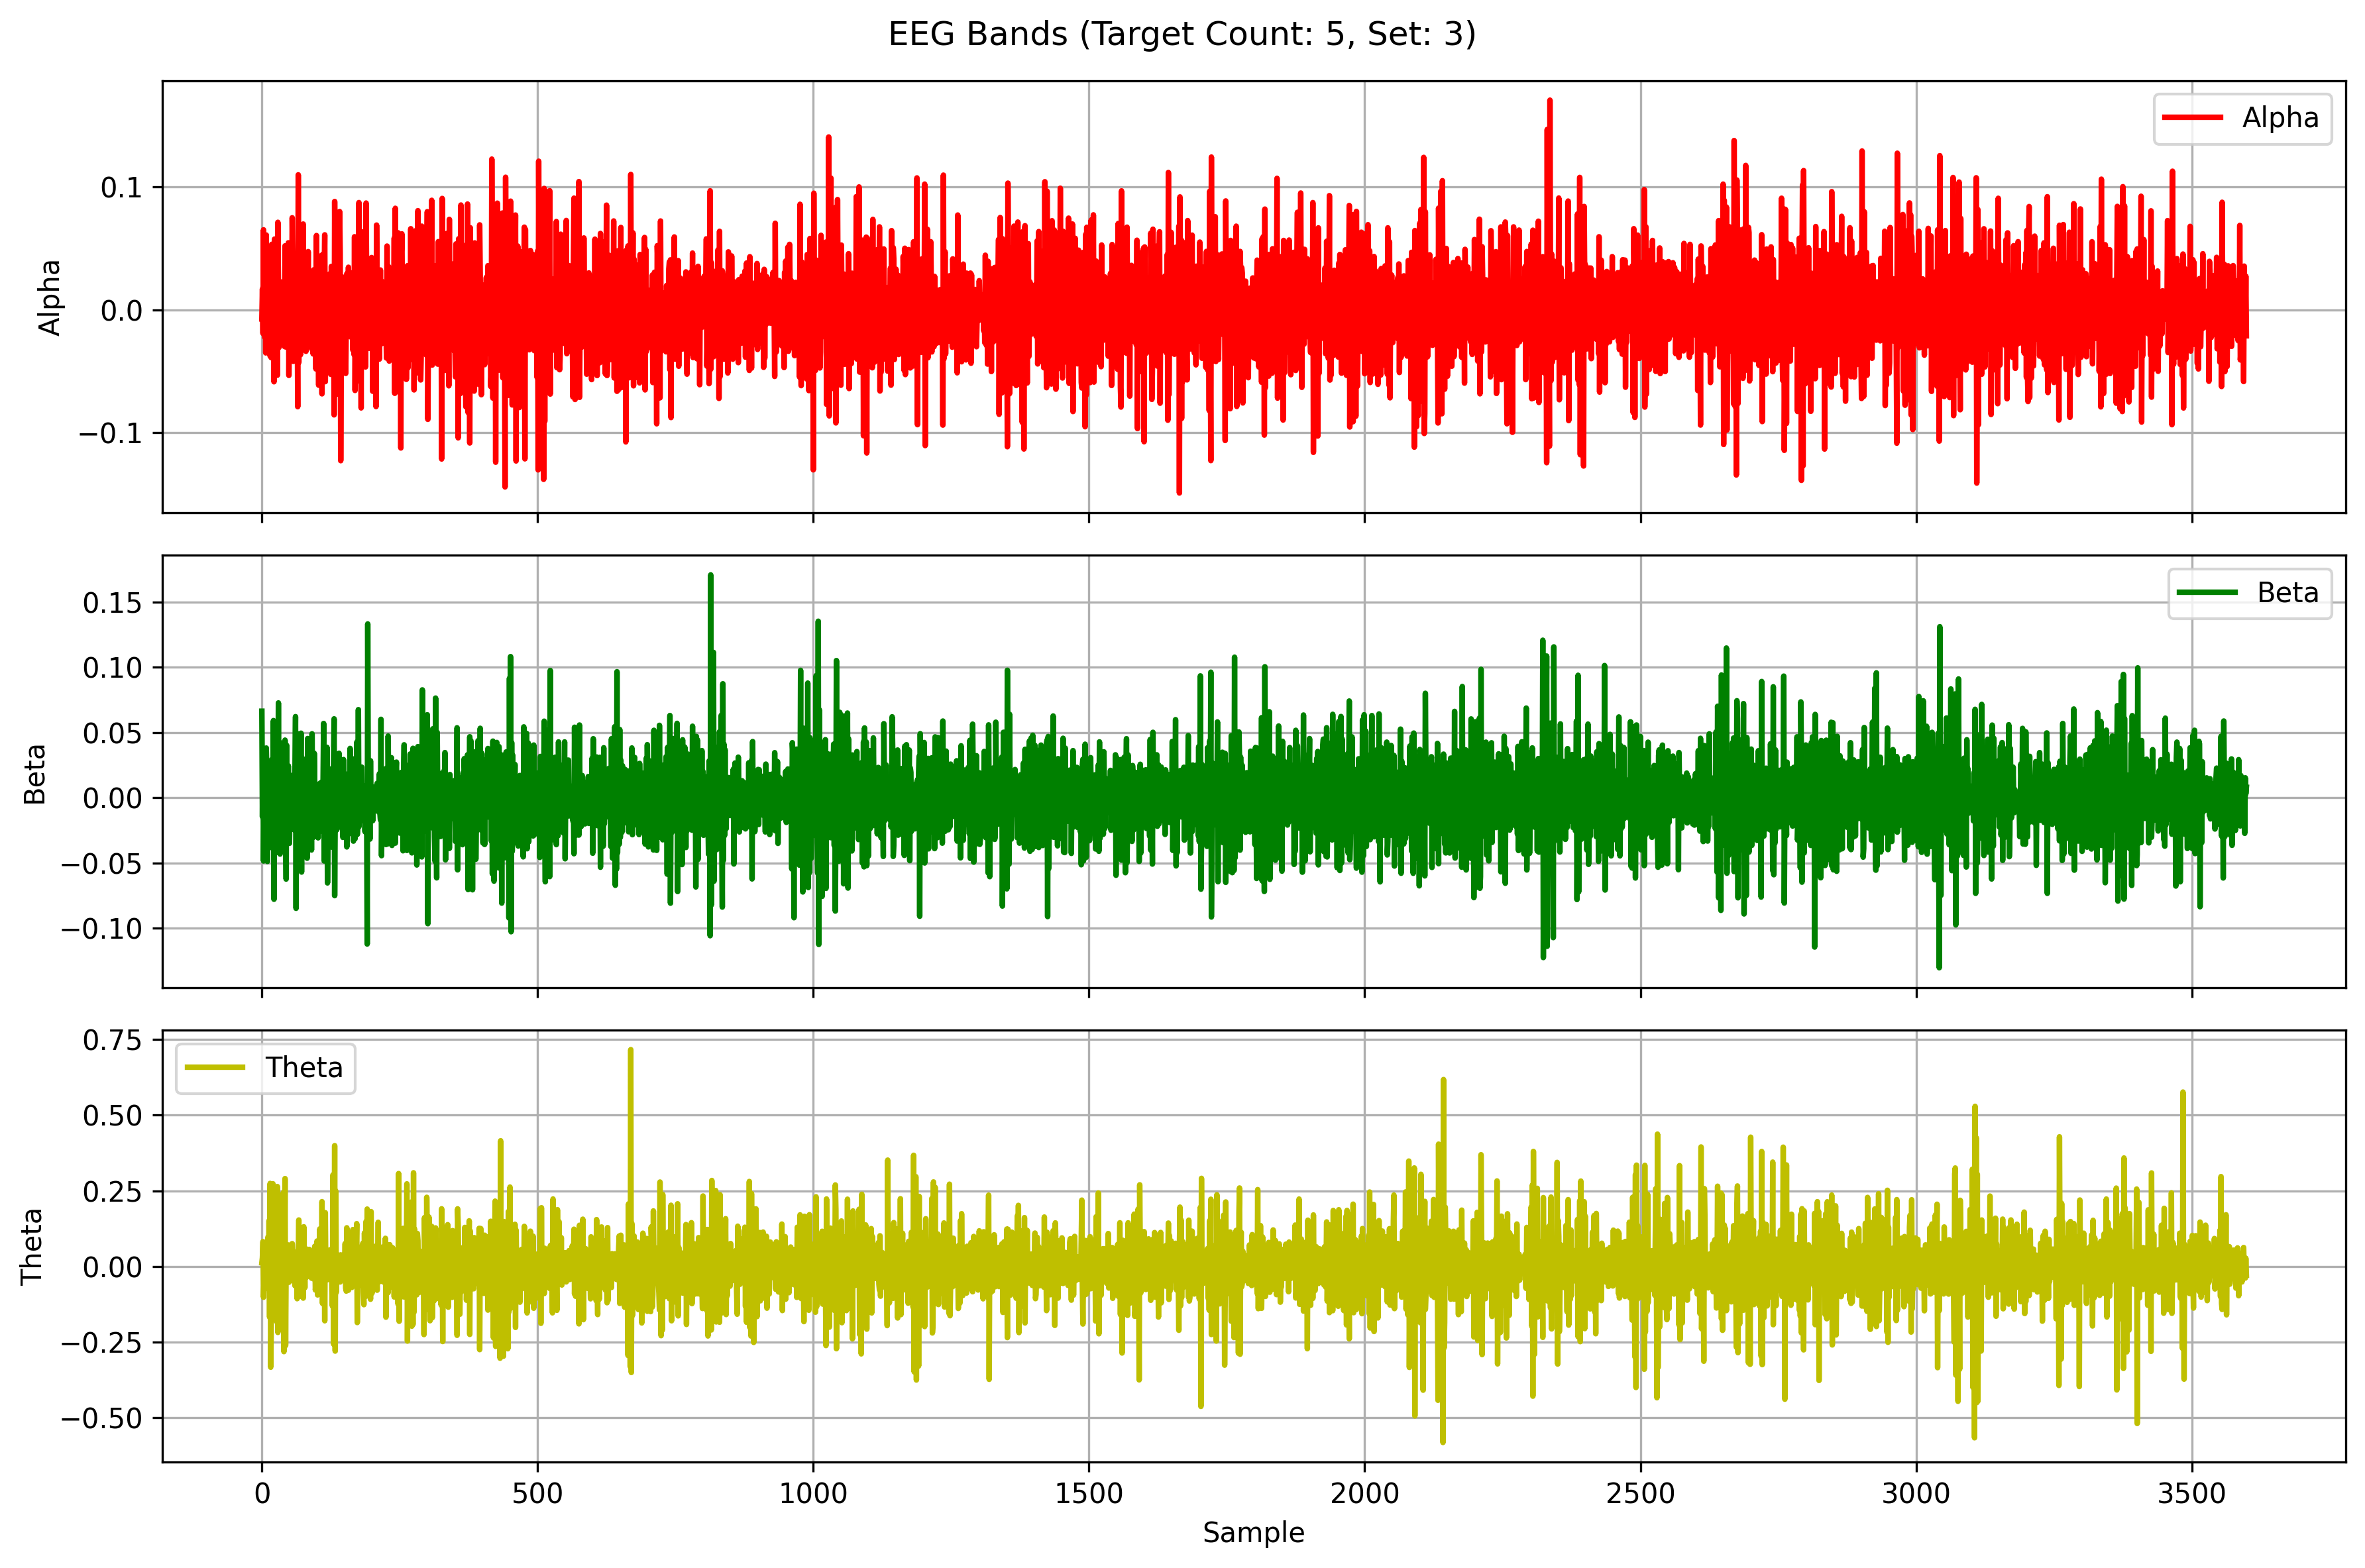 EEG Bands (Target Count: 5, Set: 3)
Alpha
0.1
0.0
−0.1
Alpha
Beta
0.15
0.10
0.05
0.00
−0.05
−0.10
Beta
Theta
0.75
0.50
0.25
0.00
−0.25
−0.50
Theta
0 500 1000 1500 2000 2500 3000 3500
Sample